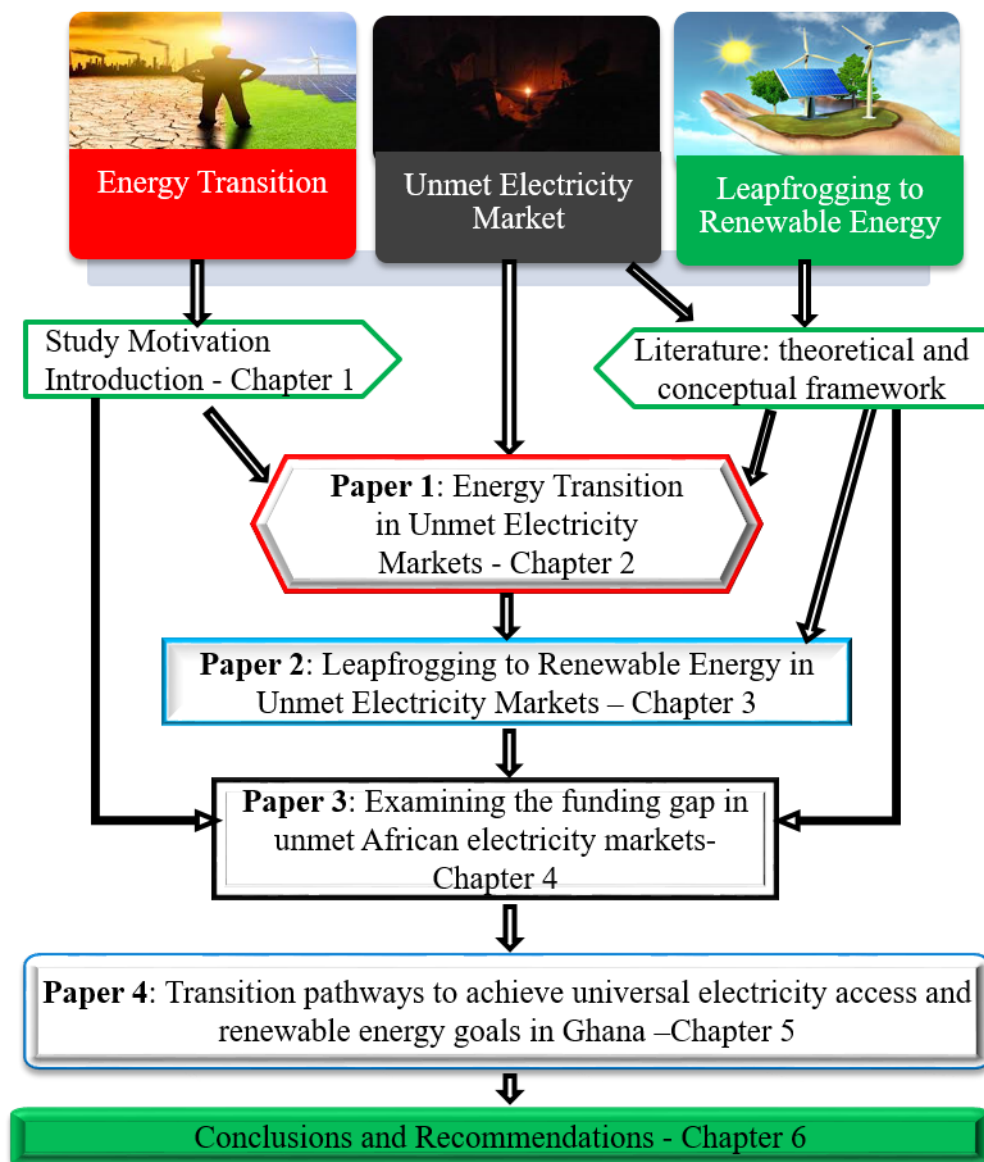 Energy Transition
Unmet Electricity
Market
Leapfrogging to
Renewable Energy
Study Motivation
Introduction - Chapter 1
Literature: theoretical and
conceptual framework
Paper 1: Energy Transition
in Unmet Electricity
Markets - Chapter 2
Paper 2: Leapfrogging to Renewable Energy in
Unmet Electricity Markets – Chapter 3
Paper 3: Examining the funding gap in
unmet African electricity markets-
Chapter 4
Paper 4: Transition pathways to achieve universal electricity access and
renewable energy goals in Ghana –Chapter 5
Conclusions and Recommendations - Chapter 6